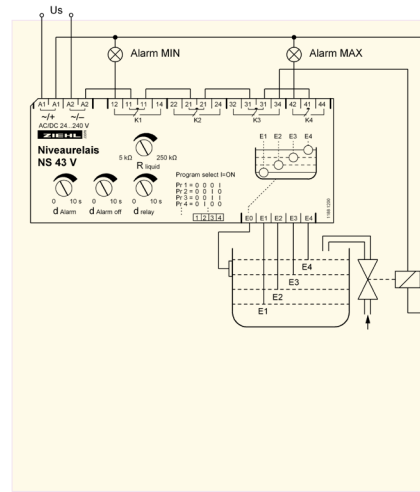 Us
Alarm MIN
Alarm MAX
A1 A1 A2 A2 12 11 11 14 22 21 21 24 32 31 31 34 42 41 44
K1 K2 K3 K4
~/+ ~/–
AC/DC 24...240 V
ZIEHL
Niveaurelais
NS 43 V
5 kΩ 250 kΩ
R liquid
E1 E2 E3 E4
Program select I=ON
Pr 1 = 0 0 0 I
Pr 2 = 0 0 I 0
Pr 3 = 0 0 I I
Pr 4 = 0 I 0 0
1 2 3 4
0 10 s 0 10 s 0 10 s
d Alarm d Alarm off d relay
E0 E1 E2 E3 E4
E4
E3
E2
E1